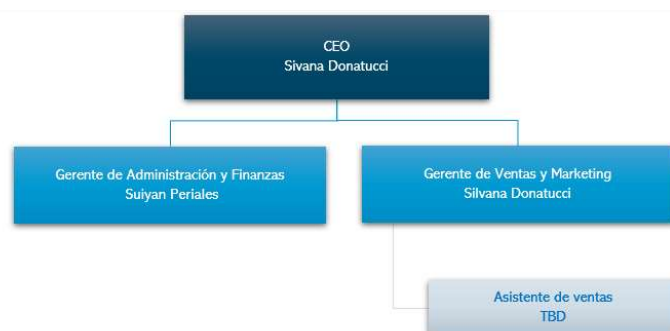 CEO
Sivana Donatucci
Gerente de Administración y Finanzas
Suiyan Periales
Gerente de Ventas y Marketing
Silvana Donatucci
Asistente de ventas
TBD